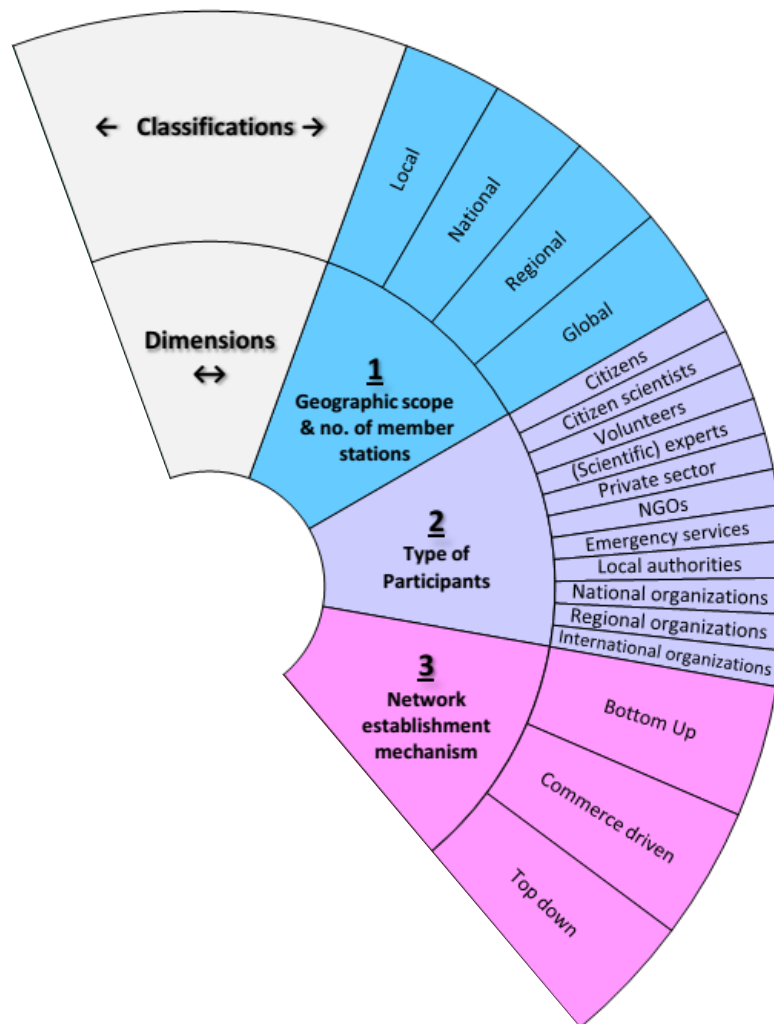 ← Classifications →
Dimensions
↔
1
Geographic scope
& no. of member
stations
Local
National
Regional
Global
2
Type of
Participants
Citizens
Citizen scientists
Volunteers
(Scientific) experts
Private sector
NGOs
Emergency services
Local authorities
National organizations
Regional organizations
International organizations
3
Network
establishment
mechanism
Bottom Up
Commerce driven
Top down